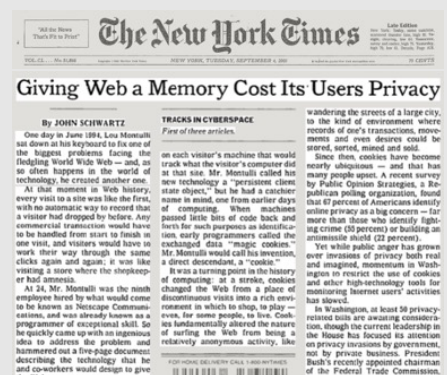 "All the News
That's Fit to Print"
The New York Times
Late Edition
NEW YORK, TUESDAY, SEPTEMBER 4, 2001
Giving Web a Memory Cost Its Users Privacy
By JOHN SCHWARTZ
One day in June 1994, Lou Montulli
sat down at his keyboard to fix one of
the biggest problems facing the
fledgling World Wide Web — and, as
so often happens in the world of
technology, he created another one.
At that moment in Web history,
every visit to a site was like the first,
with no automatic way to record that
a visitor had dropped by before. Any
commercial transaction would have
to be handled from start to finish in
one visit, and visitors would have to
work their way through the same
clicks again and again; it was like
visiting a store where the shopkeep-
er had amnesia.
At 24, Mr. Montulli was the ninth
employee hired by what would come
to be known as Netscape Communi-
cations, and was already known as a
programmer of exceptional skill. So
he quickly came up with an ingenious
idea to address the problem and
hammered out a five-page document
describing the technology that he
and co-workers would design to give
TRACKS IN CYBERSPACE
First of three articles.
on each visitor's machine that would
track what the visitor's computer did
at that site. Mr. Montulli called his
new technology a "persistent client
state object," but he had a catchier
name in mind, one from earlier days
of computing. When machines
passed little bits of code back and
forth for such purposes as identifica-
tion, early programmers called the
exchanged data "magic cookies."
Mr. Montulli would call his invention,
a direct descendant, a "cookie."
It was a turning point in the history
of computing: at a stroke, cookies
changed the Web from a place of
discontinuous visits into a rich envi-
ronment in which to shop, to play —
even, for some people, to live. Cook-
ies fundamentally altered the nature
of surfing the Web from being a
relatively anonymous activity, like
FOR HOME DELIVERY CALL 1-800-NYTIMES
wandering the streets of a large city,
to the kind of environment where
records of one's transactions, move-
ments and even desires could be
stored, sorted, mined and sold.
Since then, cookies have become
nearly ubiquitous — and that has
many people upset. A recent survey
by Public Opinion Strategies, a Re-
publican polling organization, found
that 67 percent of Americans identify
online privacy as a big concern — far
more than those who identify fight-
ing crime (55 percent) or building an
antimissile shield (22 percent).
Yet while public anger has grown
over invasions of privacy both real
and imagined, momentum in Wash-
ington to restrict the use of cookies
and other high-technology tools for
monitoring Internet users' activities
has slowed.
In Washington, at least 50 privacy-
related bills are awaiting considera-
tion, though the current leadership in
the House has focused its attention
on privacy invasions by government,
not by private business. President
Bush's recently appointed chairman
of the Federal Trade Commission,